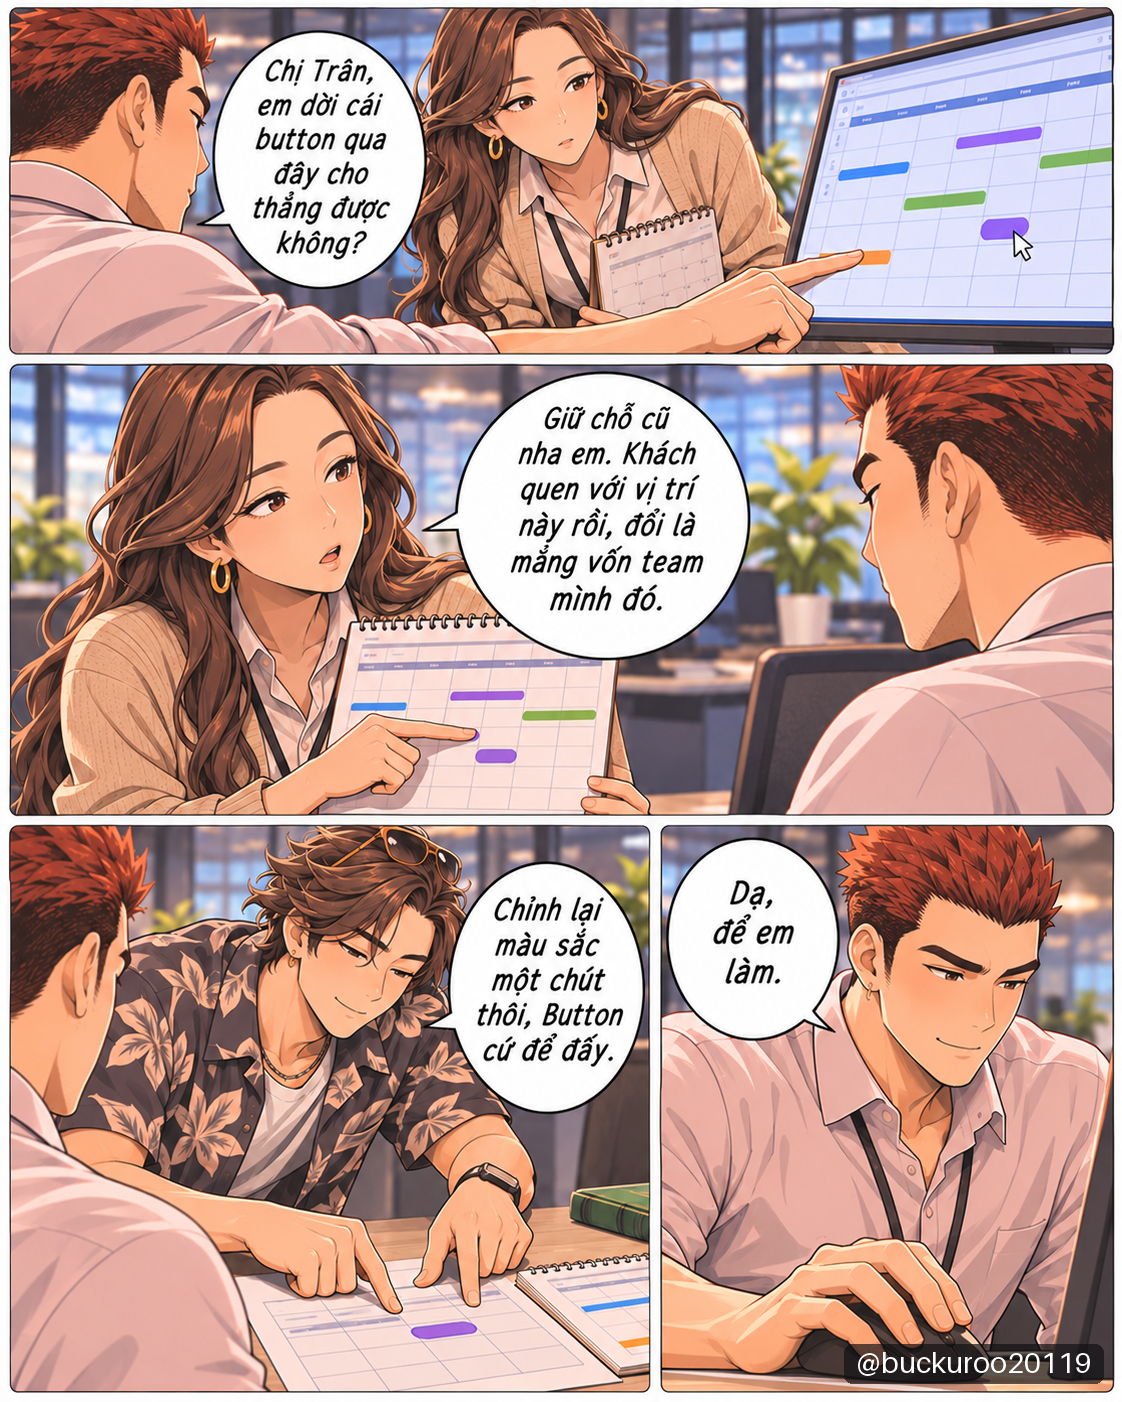 Chị Trân,
em dời cái
button qua
đây cho
thẳng được
không?
Giữ chỗ cũ
nha em. Khách
quen với vị trí
này rồi, đổi là
mắng vốn team
mình đó.
Chỉnh lại
màu sắc
một chút
thôi, Button
cứ để đấy.
Dạ,
để em
làm.
@buckuroo20119